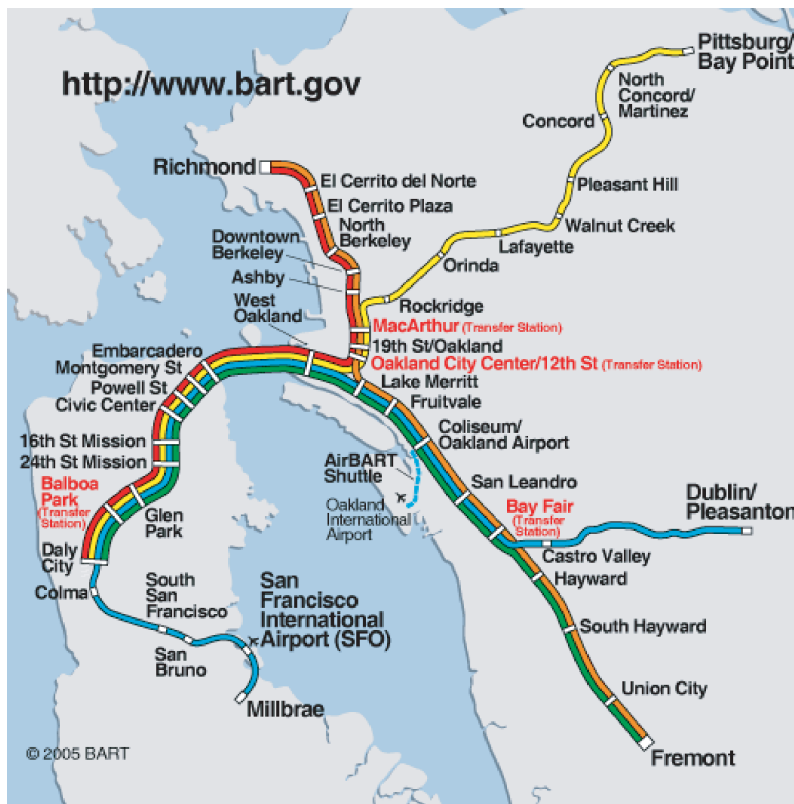 http://www.bart.gov
Pittsburg/
Bay Point
North
Concord/
Martinez
Concord
Richmond
El Cerrito del Norte
Pleasant Hill
El Cerrito Plaza
North
Berkeley
Walnut Creek
Downtown
Berkeley
Lafayette
Orinda
Ashby
West
Oakland
Rockridge
MacArthur (Transfer Station)
19th St/Oakland
Embarcadero
Oakland City Center/12th St (Transfer Station)
Montgomery St
Lake Merritt
Powell St
Fruitvale
Civic Center
Coliseum/
Oakland Airport
16th St Mission
24th St Mission
AirBART
Shuttle
San Leandro
Balboa
Park
(Transfer
Station)
Glen
Park
Oakland
International
Airport
Bay Fair
(Transfer
Station)
Dublin/
Pleasanton
Daly
City
Castro Valley
Colma
South
San
Francisco
San
Francisco
International
Airport (SFO)
Hayward
South Hayward
San
Bruno
Union City
Millbrae
Fremont
© 2005 BART